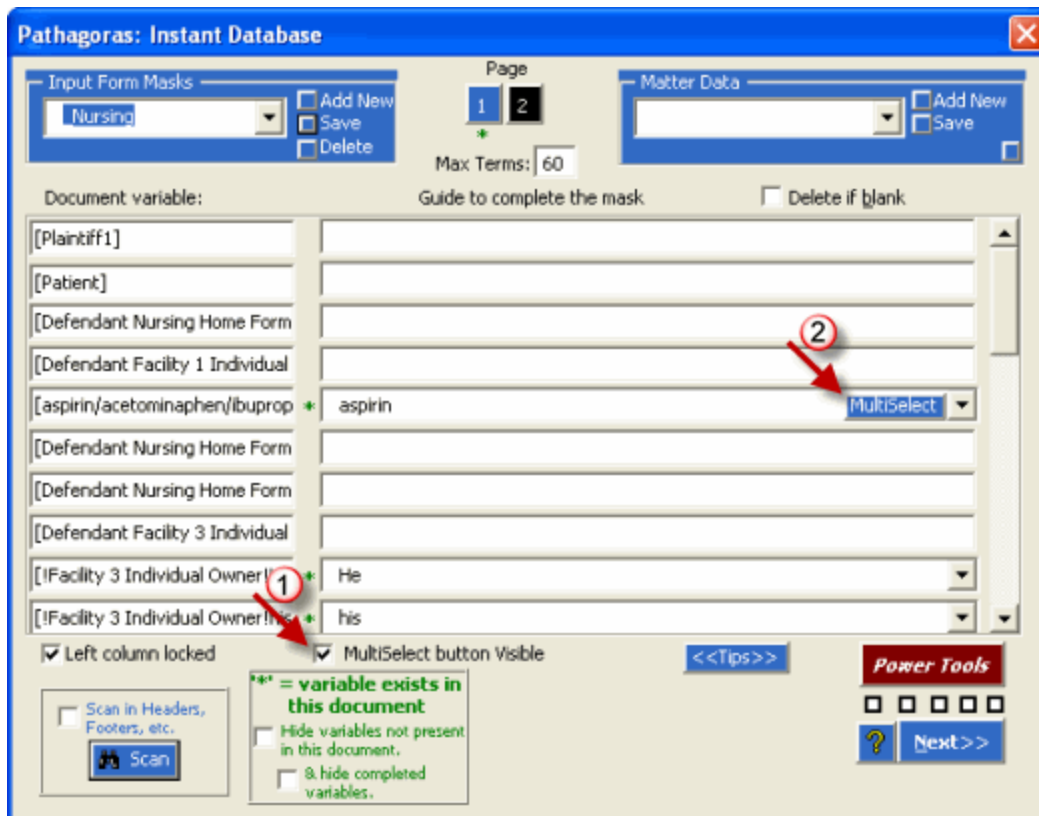 Pathagoras: Instant Database
Input Form Masks
Nursing
Add New
Save
Delete
Page
1 2
*
Max Terms: 60
Matter Data
Add New
Save
Document variable:
Guide to complete the mask
Delete if blank
[Plaintiff1]
[Patient]
[Defendant Nursing Home Form
[Defendant Facility 1 Individual
2
[aspirin/acetominaphen/ibuprop * aspirin MultiSelect
[Defendant Nursing Home Form
[Defendant Nursing Home Form
[Defendant Facility 3 Individual
[!Facility 3 Individual Owner! * He
1
[!Facility 3 Individual Owner!his * his
Left column locked
MultiSelect button Visible
<<Tips>>
Power Tools
Scan in Headers,
Footers, etc.
Scan
'*' = variable exists in
this document
Hide variables not present
in this document.
& hide completed
variables.
?
Next>>